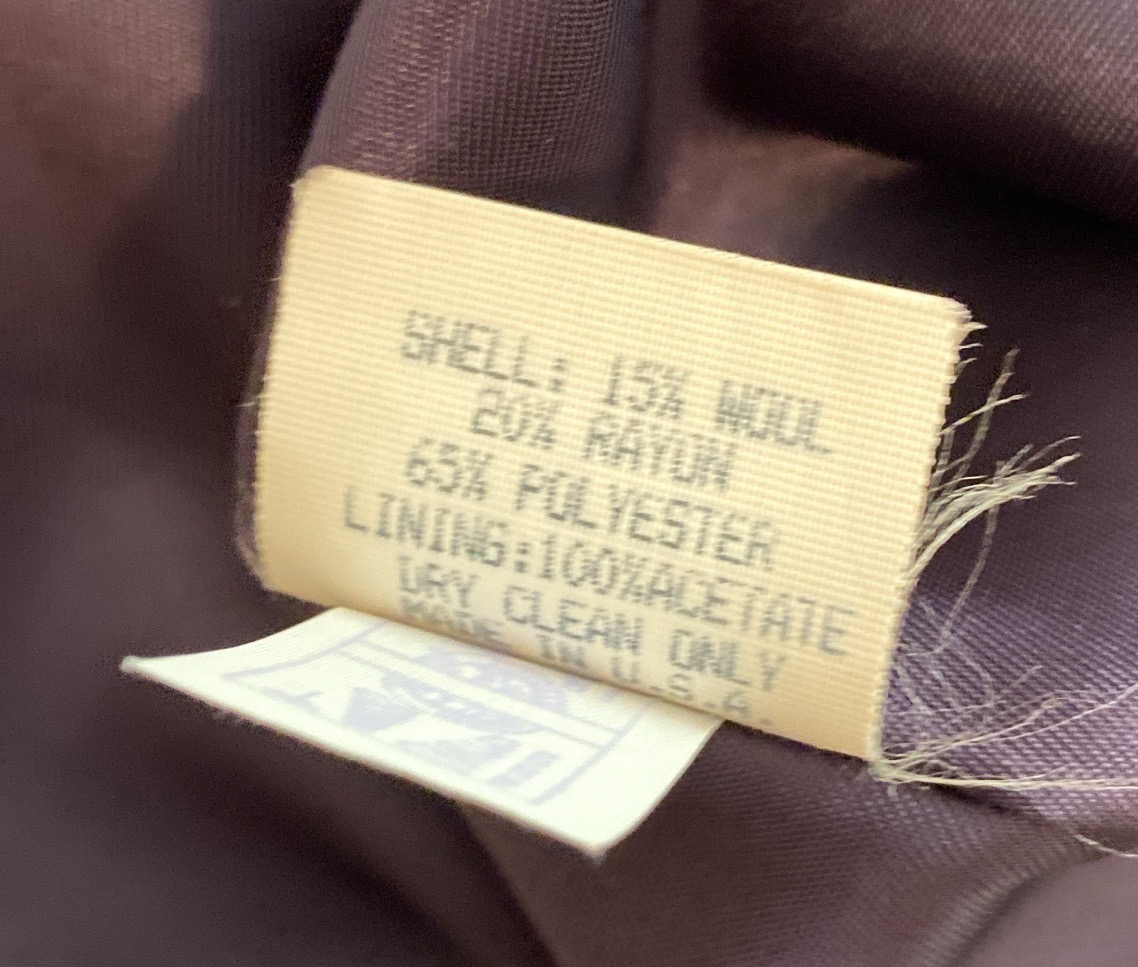 SHELL: 15% WOOL
20% RAYON
65% POLYESTER
LINING:100%ACETATE
DRY CLEAN ONLY
MADE IN U.S.A.